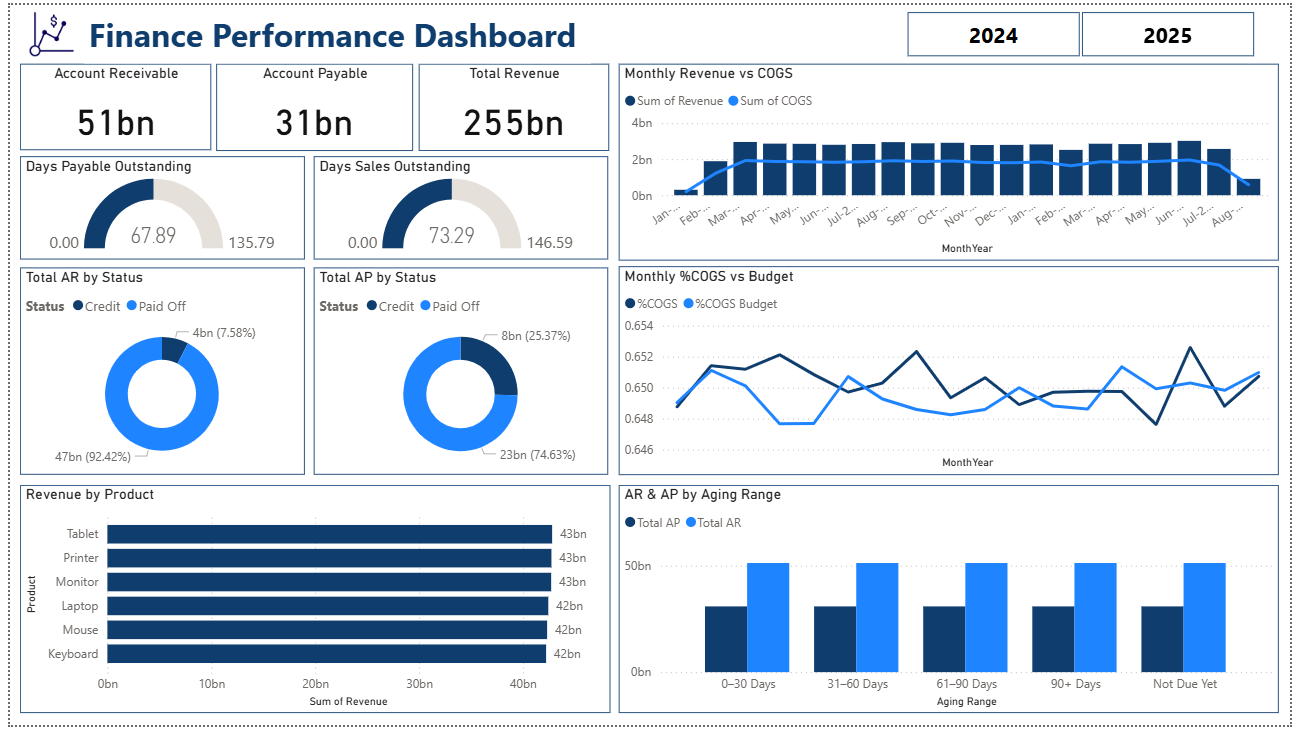 Finance Performance Dashboard
2024
2025
Account Receivable
51bn
Account Payable
31bn
Total Revenue
255bn
Monthly Revenue vs COGS
Sum of Revenue Sum of COGS
4bn
2bn
0bn
Jan-... Feb-... Mar-... Apr-... May... Jun-... Jul-2... Aug-... Sep-... Oct-... Nov-... Dec-... Jan-... Feb-... Mar-... Apr-... May... Jun-... Jul-2... Aug-...
MonthYear
Days Payable Outstanding
67.89
0.00
135.79
Days Sales Outstanding
73.29
0.00
146.59
Total AR by Status
Status Credit Paid Off
4bn (7.58%)
47bn (92.42%)
Total AP by Status
Status Credit Paid Off
8bn (25.37%)
23bn (74.63%)
Monthly %COGS vs Budget
%COGS %COGS Budget
0.654
0.652
0.650
0.648
0.646
MonthYear
Revenue by Product
Product
Tablet 43bn
Printer 43bn
Monitor 43bn
Laptop 42bn
Mouse 42bn
Keyboard 42bn
0bn 10bn 20bn 30bn 40bn
Sum of Revenue
AR & AP by Aging Range
Total AP Total AR
50bn
0bn
0–30 Days 31–60 Days 61–90 Days 90+ Days Not Due Yet
Aging Range